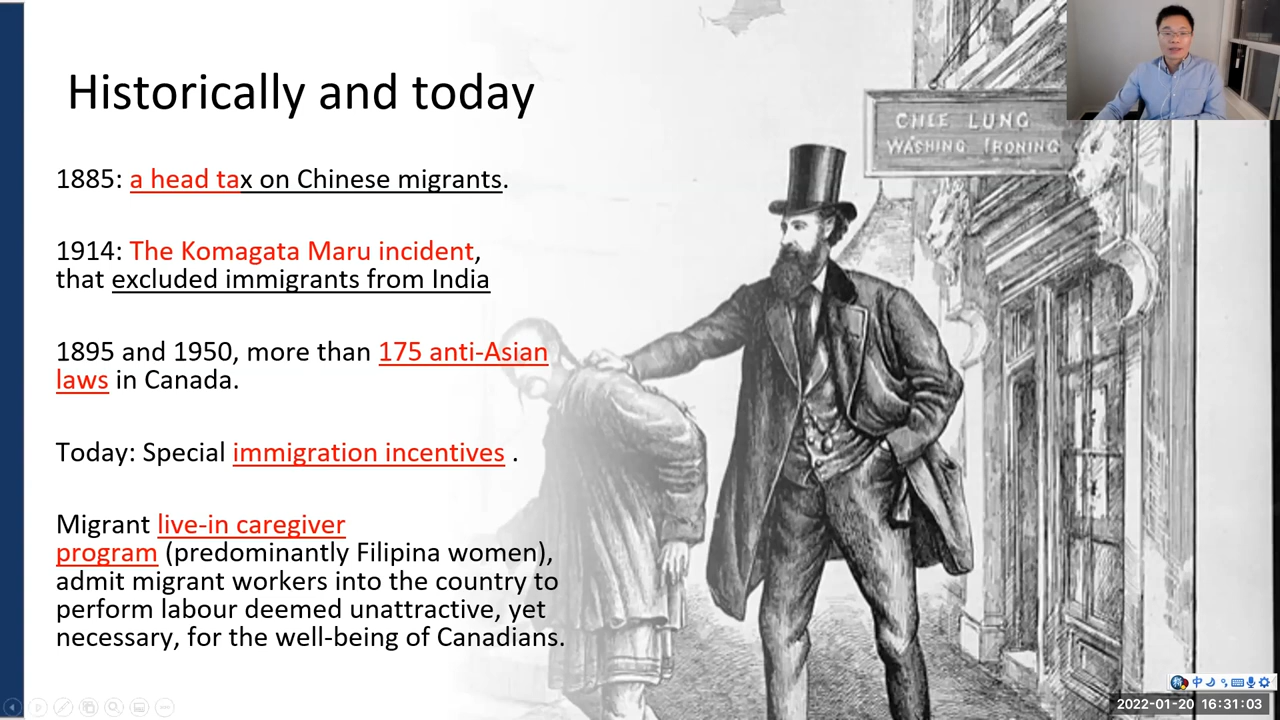 Historically and today
1885: a head tax on Chinese migrants.
1914: The Komagata Maru incident,
that excluded immigrants from India
1895 and 1950, more than 175 anti-Asian
laws in Canada.
Today: Special immigration incentives .
Migrant live-in caregiver
program (predominantly Filipina women),
admit migrant workers into the country to
perform labour deemed unattractive, yet
necessary, for the well-being of Canadians.
CHEE LUNG
WASHING IRONING
中
2022-01-20 16:31:03